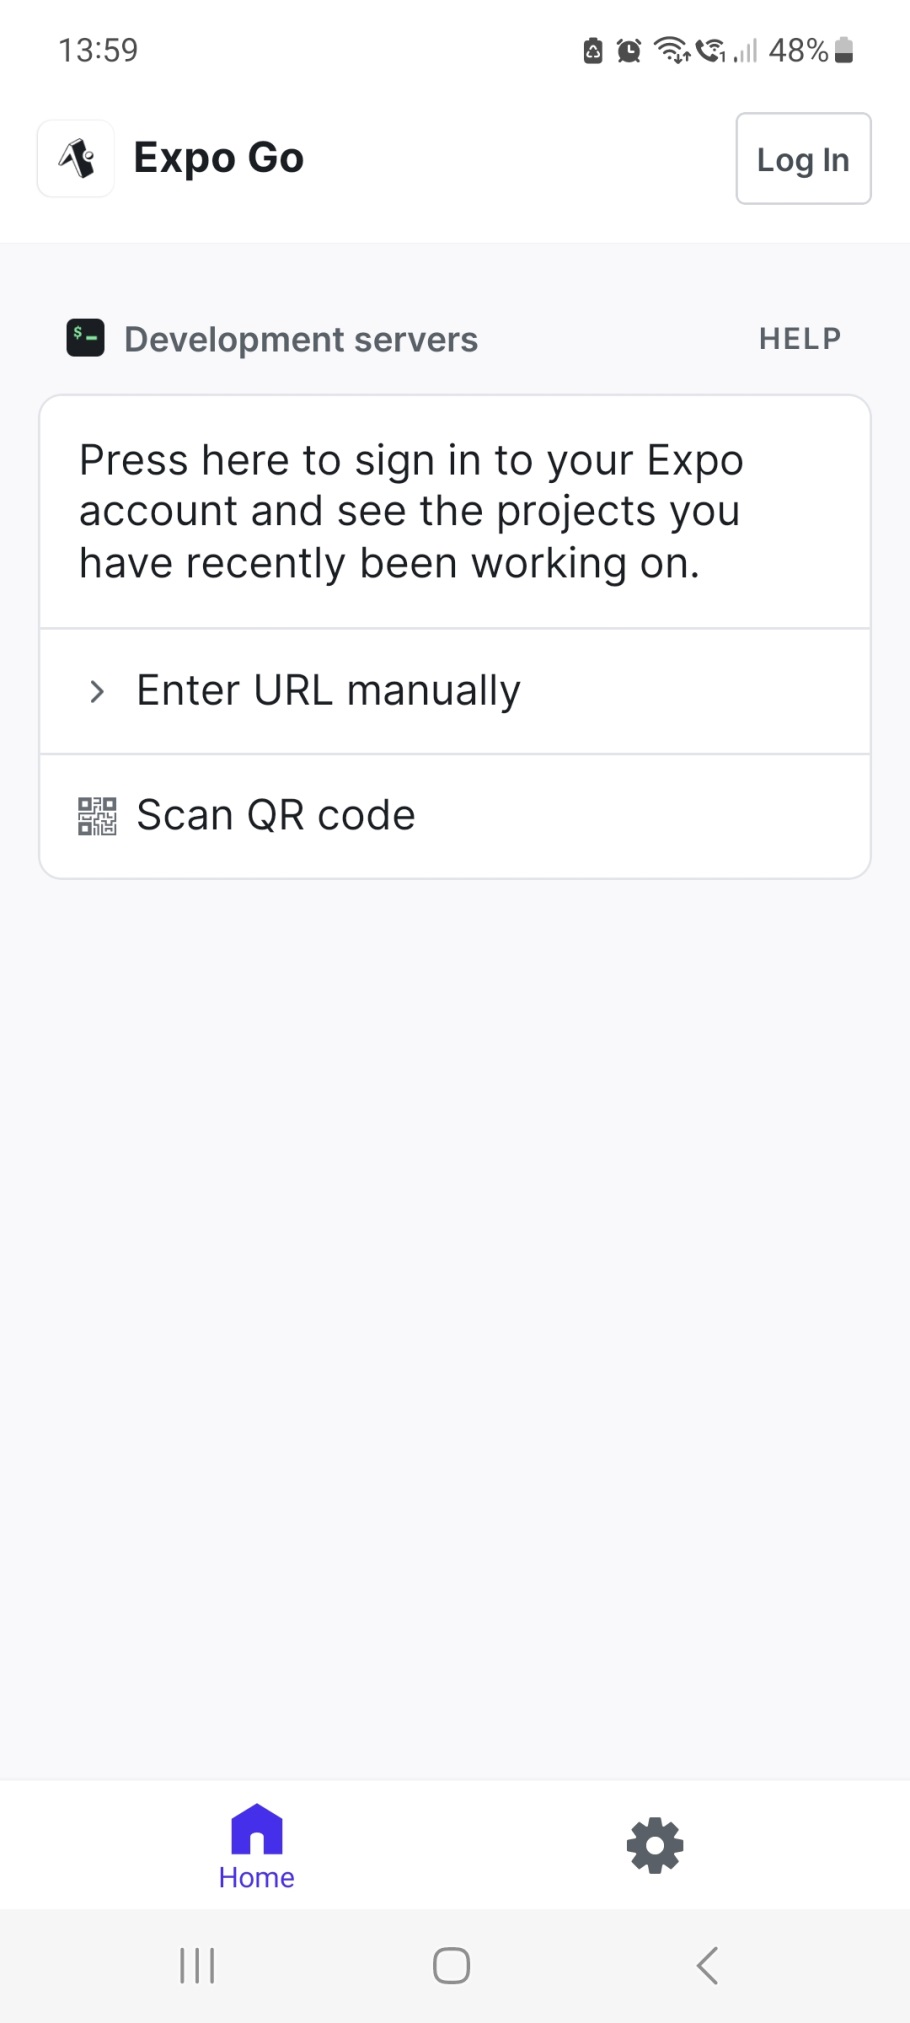 13:59
48%
Expo Go
Log In
$
Development servers
HELP
Press here to sign in to your Expo
account and see the projects you
have recently been working on.
Enter URL manually
Scan QR code
Home